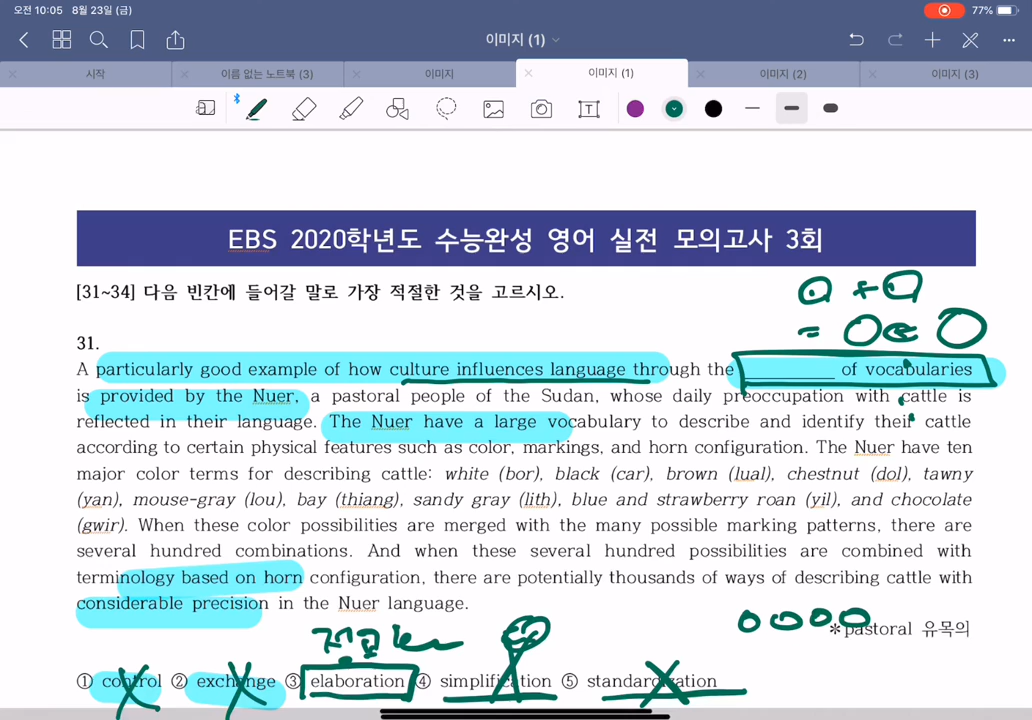 오전 10:05 8월 23일 (금)
77%
이미지 (1)
시작
이름 없는 노트북 (3)
이미지
이미지 (1)
이미지 (2)
이미지 (3)
EBS 2020학년도 수능완성 영어 실전 모의고사 3회
[31~34] 다음 빈칸에 들어갈 말로 가장 적절한 것을 고르시오.
31.
A particularly good example of how culture influences language through the ________ of vocabularies
is provided by the Nuer, a pastoral people of the Sudan, whose daily preoccupation with cattle is
reflected in their language. The Nuer have a large vocabulary to describe and identify their cattle
according to certain physical features such as color, markings, and horn configuration. The Nuer have ten
major color terms for describing cattle: white (bor), black (car), brown (lual), chestnut (dol), tawny
(yan), mouse-gray (lou), bay (thiang), sandy gray (lith), blue and strawberry roan (yil), and chocolate
(gwir). When these color possibilities are merged with the many possible marking patterns, there are
several hundred combinations. And when these several hundred possibilities are combined with
terminology based on horn configuration, there are potentially thousands of ways of describing cattle with
considerable precision in the Nuer language.
*pastoral 유목의
① control ② exchange ③ elaboration ④ simplification ⑤ standardization